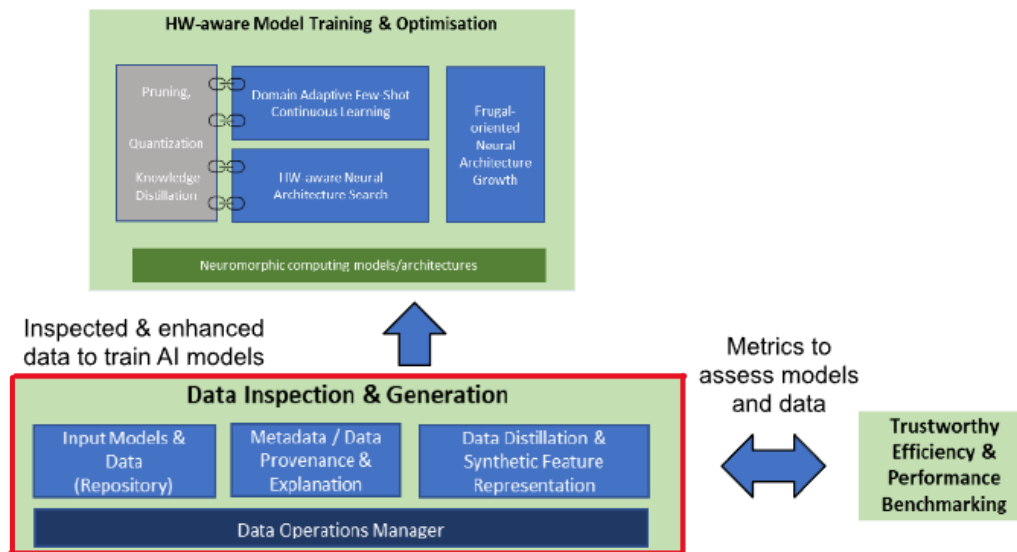 HW-aware Model Training & Optimisation
Pruning,
Quantization
Knowledge
Distillation
Domain Adaptive Few-Shot
Continuous Learning
HW-aware Neural
Architecture Search
Frugal-
oriented
Neural
Architecture
Growth
Neuromorphic computing models/architectures
Inspected & enhanced
data to train AI models
Data Inspection & Generation
Input Models &
Data
(Repository)
Metadata / Data
Provenance &
Explanation
Data Distillation &
Synthetic Feature
Representation
Data Operations Manager
Metrics to
assess models
and data
Trustworthy
Efficiency &
Performance
Benchmarking